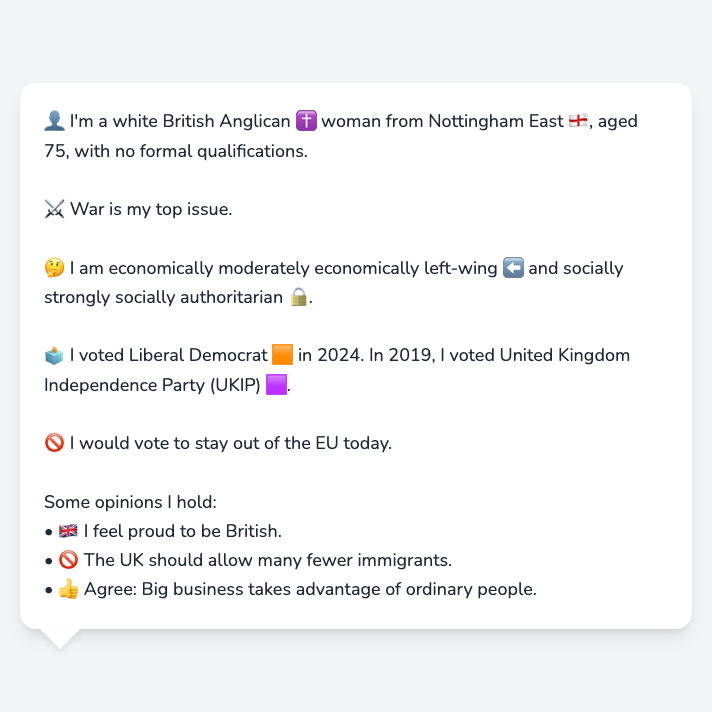 👤 I'm a white British Anglican ✝️ woman from Nottingham East 🏴󠁧󠁢󠁥󠁮󠁧󠁿, aged
75, with no formal qualifications.
⚔️ War is my top issue.
🤔 I am economically moderately economically left-wing ⬅️ and socially
strongly socially authoritarian 🔒.
🗳️ I voted Liberal Democrat 🟧 in 2024. In 2019, I voted United Kingdom
Independence Party (UKIP) 🟪.
🚫 I would vote to stay out of the EU today.
Some opinions I hold:
• 🇬🇧 I feel proud to be British.
• 🚫 The UK should allow many fewer immigrants.
• 👍 Agree: Big business takes advantage of ordinary people.